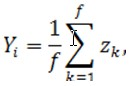 $Y_i = \frac{1}{f} \sum_{k=1}^{f} z_k,$